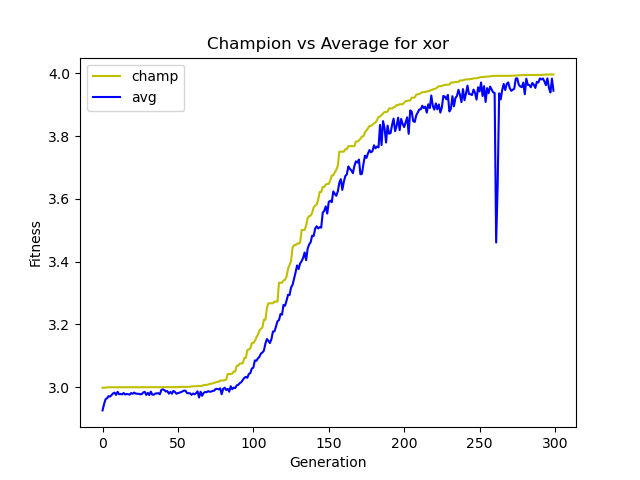 Champion vs Average for xor
champ
avg
4.0
3.8
3.6
3.4
3.2
3.0
Fitness
0 50 100 150 200 250 300
Generation